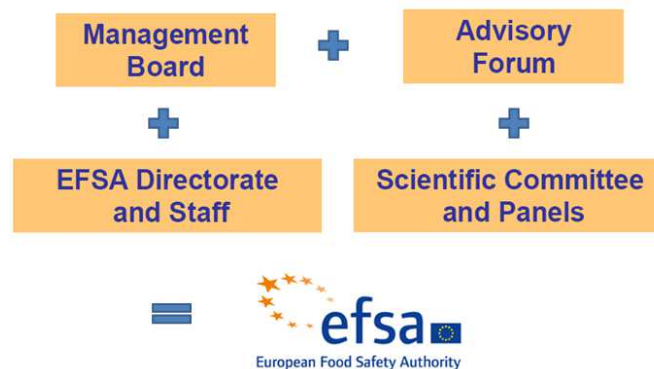 Management
Board
Advisory
Forum
EFSA Directorate
and Staff
Scientific Committee
and Panels
efsa
European Food Safety Authority